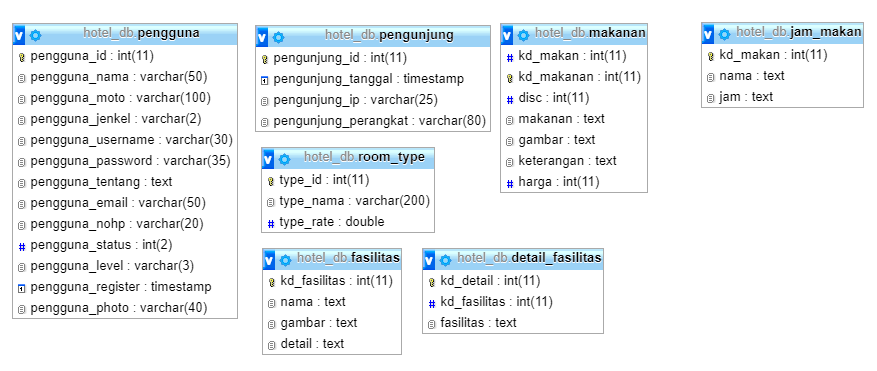 hotel_db.pengguna
pengguna_id : int(11)
pengguna_nama : varchar(50)
pengguna_moto : varchar(100)
pengguna_jenkel : varchar(2)
pengguna_username : varchar(30)
pengguna_password : varchar(35)
pengguna_tentang : text
pengguna_email : varchar(50)
pengguna_nohp : varchar(20)
pengguna_status : int(2)
pengguna_level : varchar(3)
pengguna_register : timestamp
pengguna_photo : varchar(40)
hotel_db.pengunjung
pengunjung_id : int(11)
pengunjung_tanggal : timestamp
pengunjung_ip : varchar(25)
pengunjung_perangkat : varchar(80)
hotel_db.room_type
type_id : int(11)
type_nama : varchar(200)
type_rate : double
hotel_db.fasilitas
kd_fasilitas : int(11)
nama : text
gambar : text
detail : text
hotel_db.detail_fasilitas
kd_detail : int(11)
kd_fasilitas : int(11)
fasilitas : text
hotel_db.makanan
kd_makan : int(11)
kd_makanan : int(11)
disc : int(11)
makanan : text
gambar : text
keterangan : text
harga : int(11)
hotel_db.jam_makan
kd_makan : int(11)
nama : text
jam : text